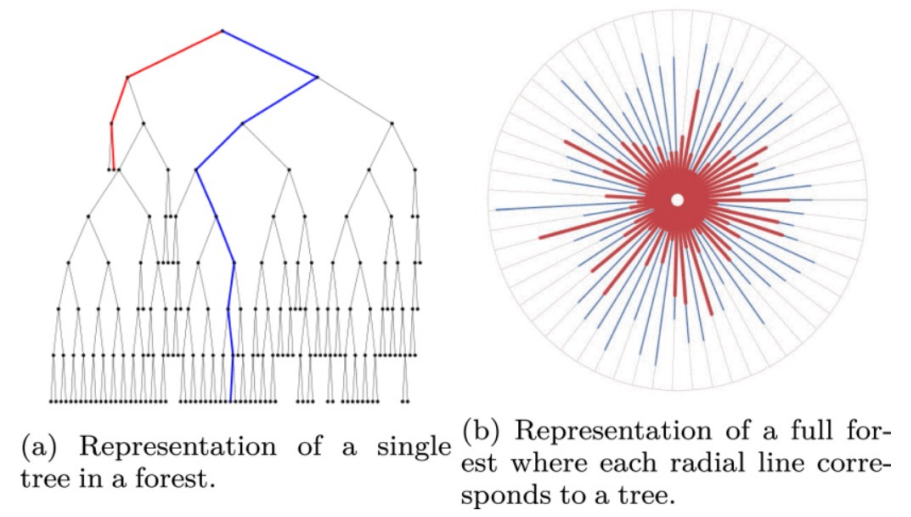 (a) Representation of a single
tree in a forest.
(b) Representation of a full for-
est where each radial line corre-
sponds to a tree.